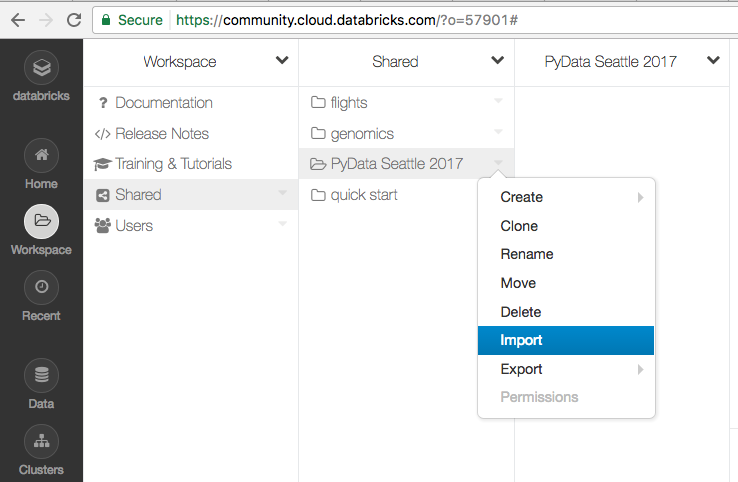 Secure https://community.cloud.databricks.com/?o=57901#
databricks
Home
Workspace
Recent
Data
Clusters
Workspace
? Documentation
</> Release Notes
Training & Tutorials
Shared
Users
Shared
flights
genomics
PyData Seattle 2017
quick start
PyData Seattle 2017
Create
Clone
Rename
Move
Delete
Import
Export
Permissions